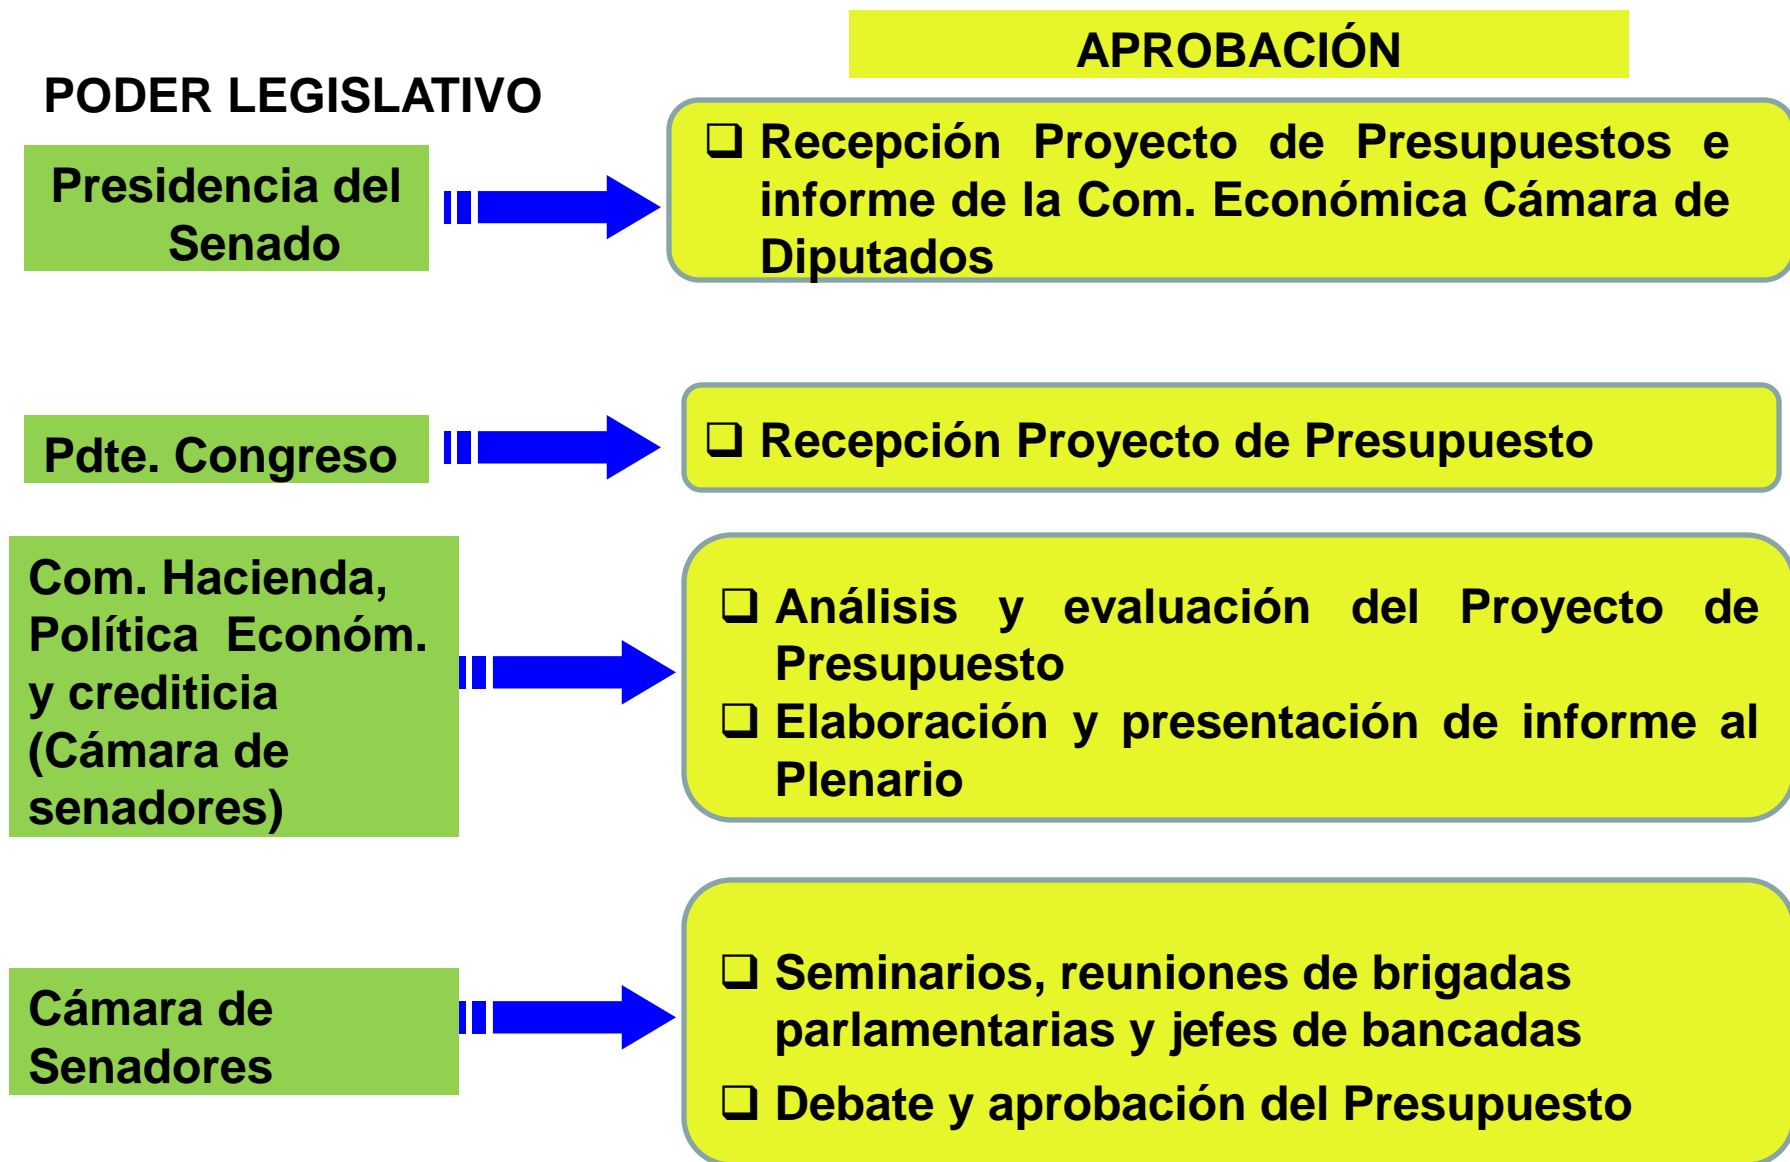 APROBACIÓN
PODER LEGISLATIVO
Presidencia del
Senado
Recepción Proyecto de Presupuestos e
informe de la Com. Económica Cámara de
Diputados
Pdte. Congreso
Recepción Proyecto de Presupuesto
Com. Hacienda,
Política Económ.
y crediticia
(Cámara de
senadores)
Análisis y evaluación del Proyecto de
Presupuesto
Elaboración y presentación de informe al
Plenario
Cámara de
Senadores
Seminarios, reuniones de brigadas
parlamentarias y jefes de bancadas
Debate y aprobación del Presupuesto